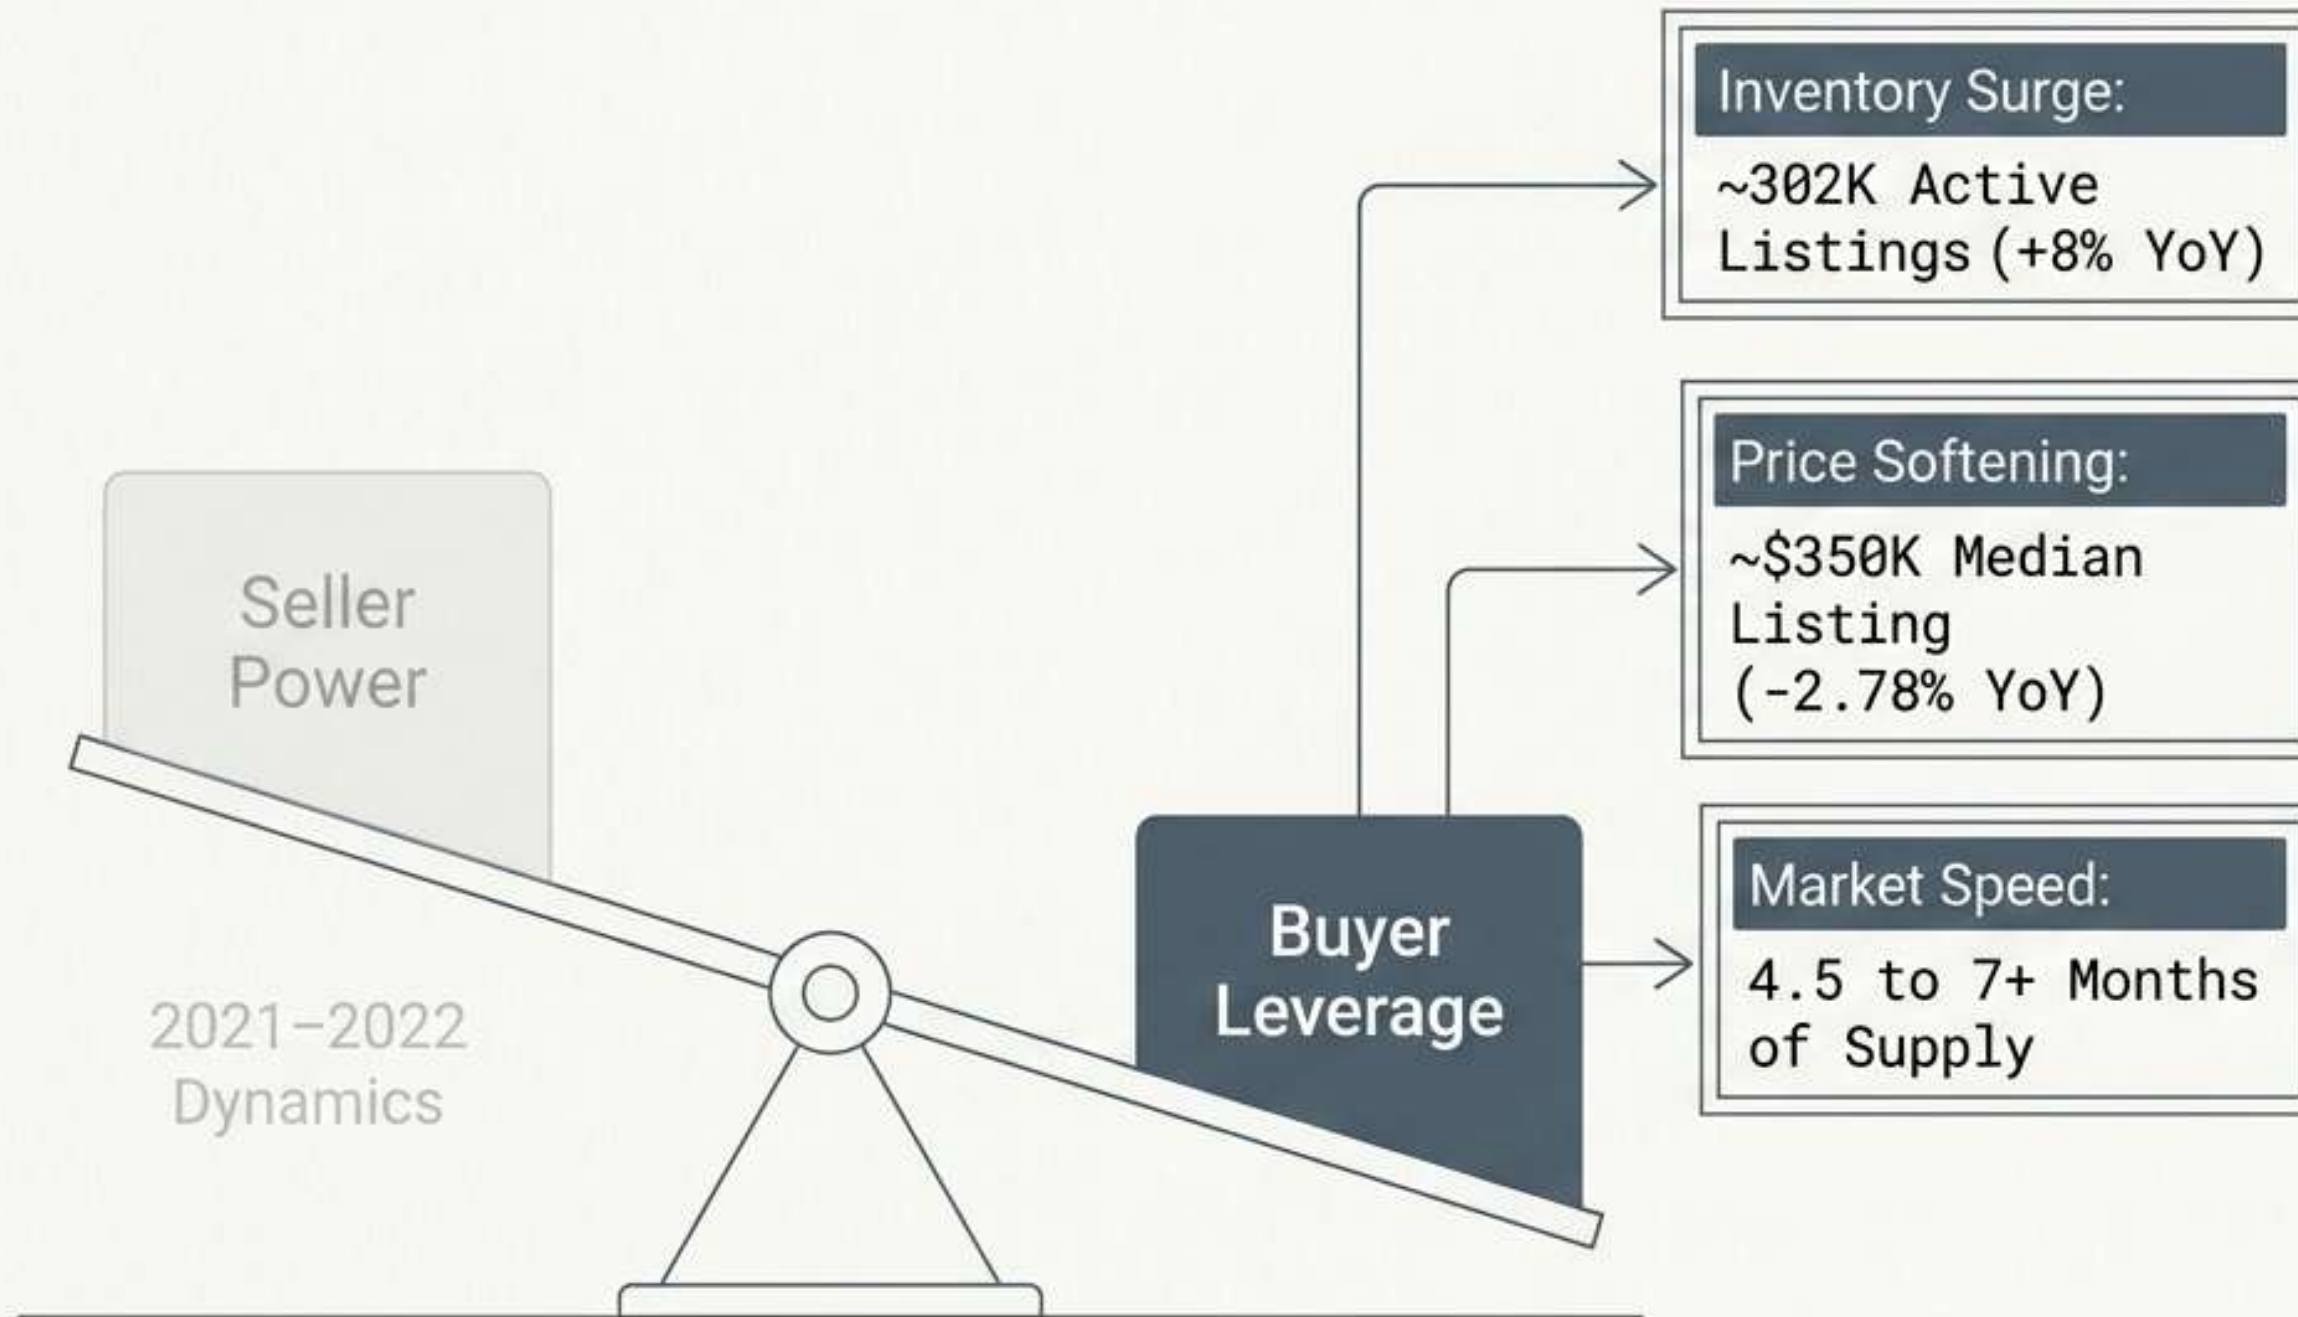 Seller
Power
2021–2022
Dynamics
Buyer
Leverage
Inventory Surge:
~302K Active
Listings (+8% YoY)
Price Softening:
~$350K Median
Listing
(-2.78% YoY)
Market Speed:
4.5 to 7+ Months
of Supply